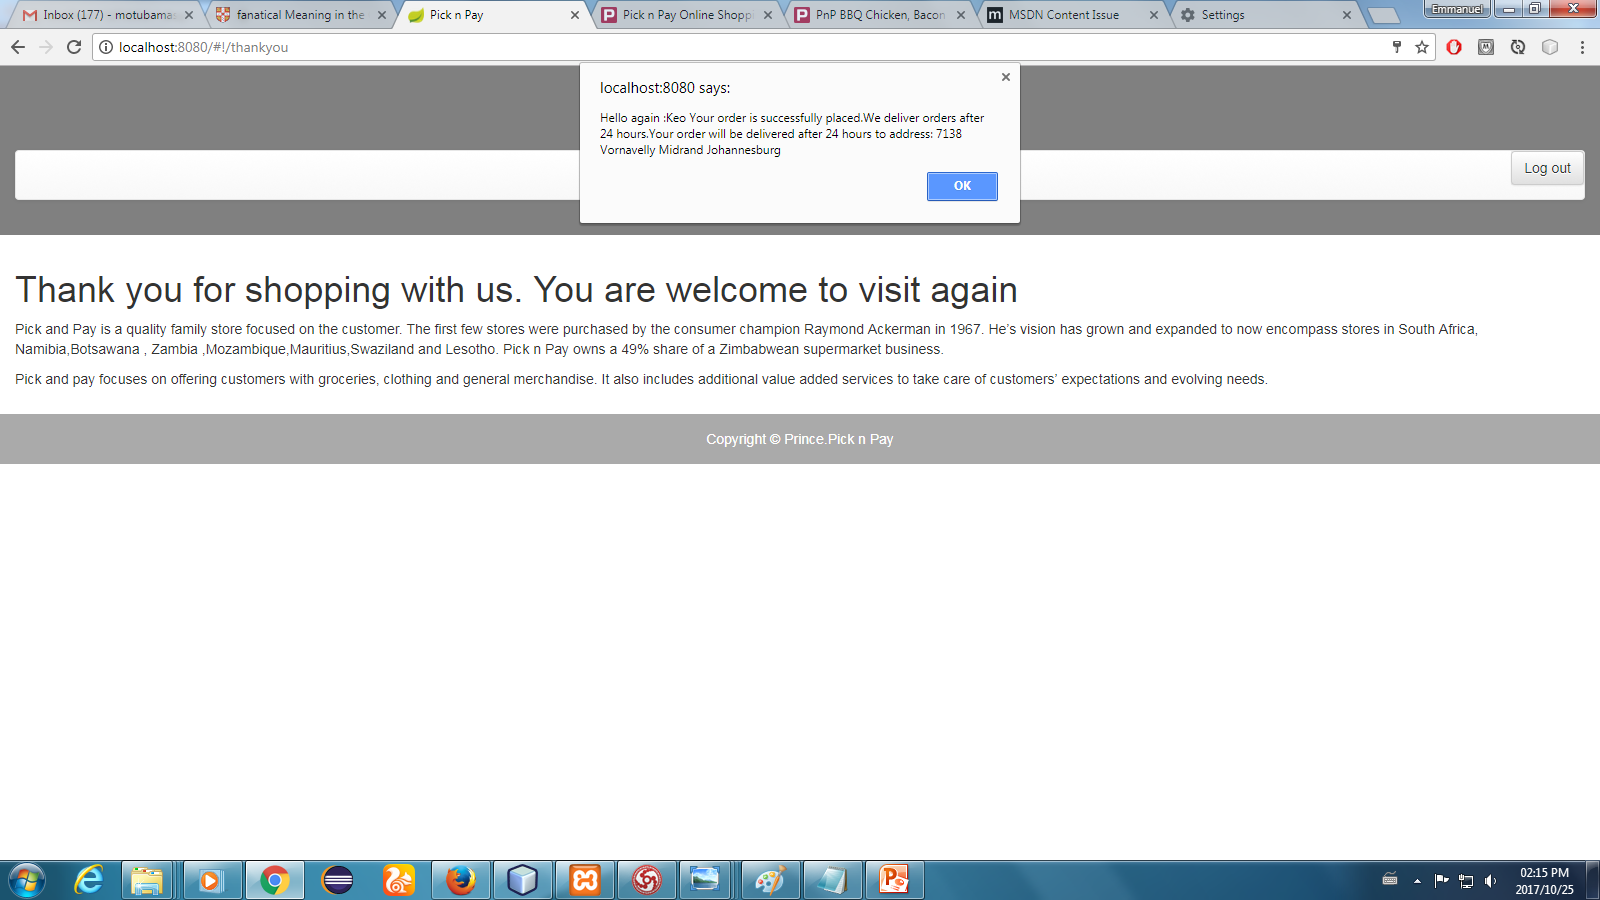 Inbox (177) - motubamas
fanatical Meaning in the
Pick n Pay
Pick n Pay Online Shopp
PnP BBQ Chicken, Bacon
MSDN Content Issue
Settings
Emmanuel
localhost:8080/#!/thankyou
localhost:8080 says:
Hello again :Keo Your order is successfully placed.We deliver orders after
24 hours.Your order will be delivered after 24 hours to address: 7138
Vornavelly Midrand Johannesburg
OK
Log out
Thank you for shopping with us. You are welcome to visit again
Pick and Pay is a quality family store focused on the customer. The first few stores were purchased by the consumer champion Raymond Ackerman in 1967. He’s vision has grown and expanded to now encompass stores in South Africa,
Namibia,Botsawana , Zambia ,Mozambique,Mauritius,Swaziland and Lesotho. Pick n Pay owns a 49% share of a Zimbabwean supermarket business.
Pick and pay focuses on offering customers with groceries, clothing and general merchandise. It also includes additional value added services to take care of customers’ expectations and evolving needs.
Copyright © Prince.Pick n Pay
02:15 PM
2017/10/25